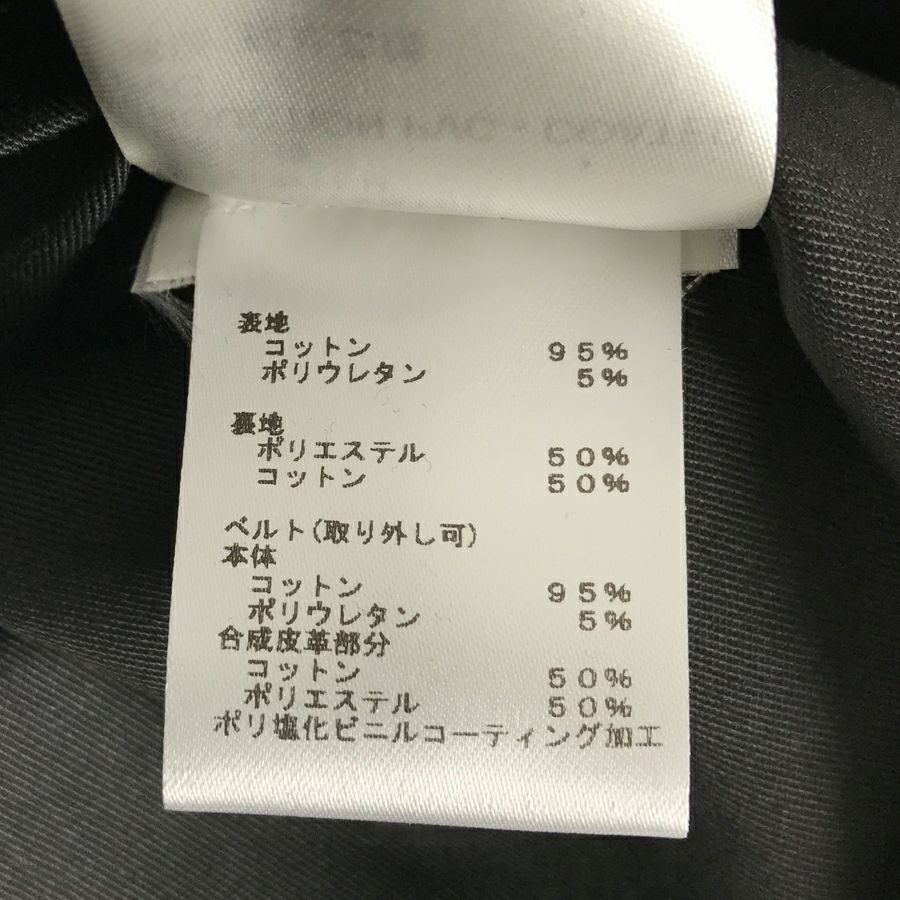 表地
コットン 95%
ポリウレタン 5%
裏地
ポリエステル 50%
コットン 50%
ベルト(取り外し可)
本体
コットン 95%
ポリウレタン 5%
合成皮革部分
コットン 50%
ポリエステル 50%
ポリ塩化ビニルコーティング加工